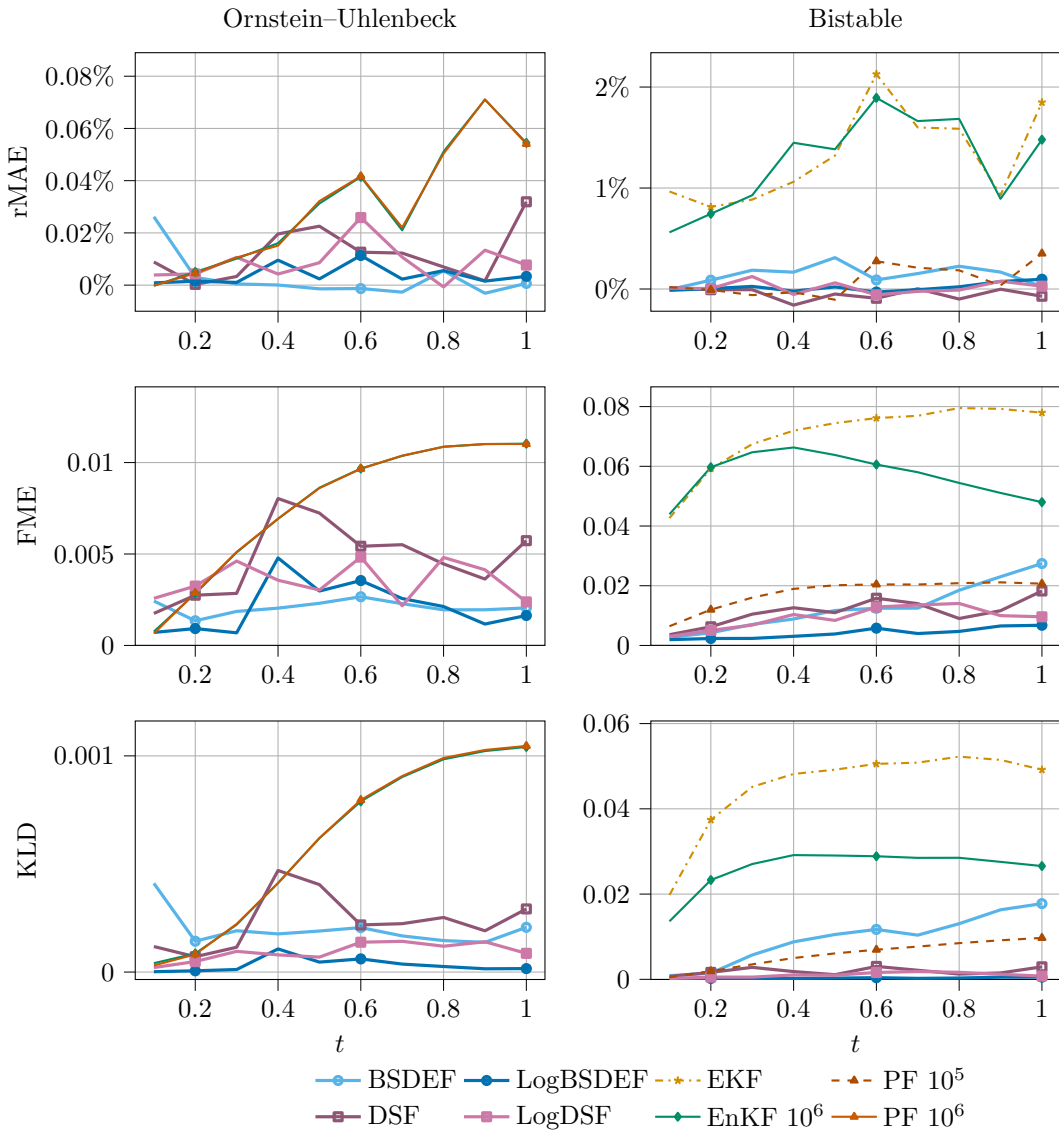 Ornstein–Uhlenbeck
Bistable
rMAE
0.08%
0.06%
0.04%
0.02%
0%
0.2 0.4 0.6 0.8 1
2%
1%
0%
0.2 0.4 0.6 0.8 1
FME
0.01
0.005
0
0.2 0.4 0.6 0.8 1
0.08
0.06
0.04
0.02
0
0.2 0.4 0.6 0.8 1
KLD
0.001
0
0.2 0.4 0.6 0.8 1
t
0.06
0.04
0.02
0
0.2 0.4 0.6 0.8 1
t
BSDEF LogBSDEF EKF PF 10⁵
DSF LogDSF EnKF 10⁶ PF 10⁶